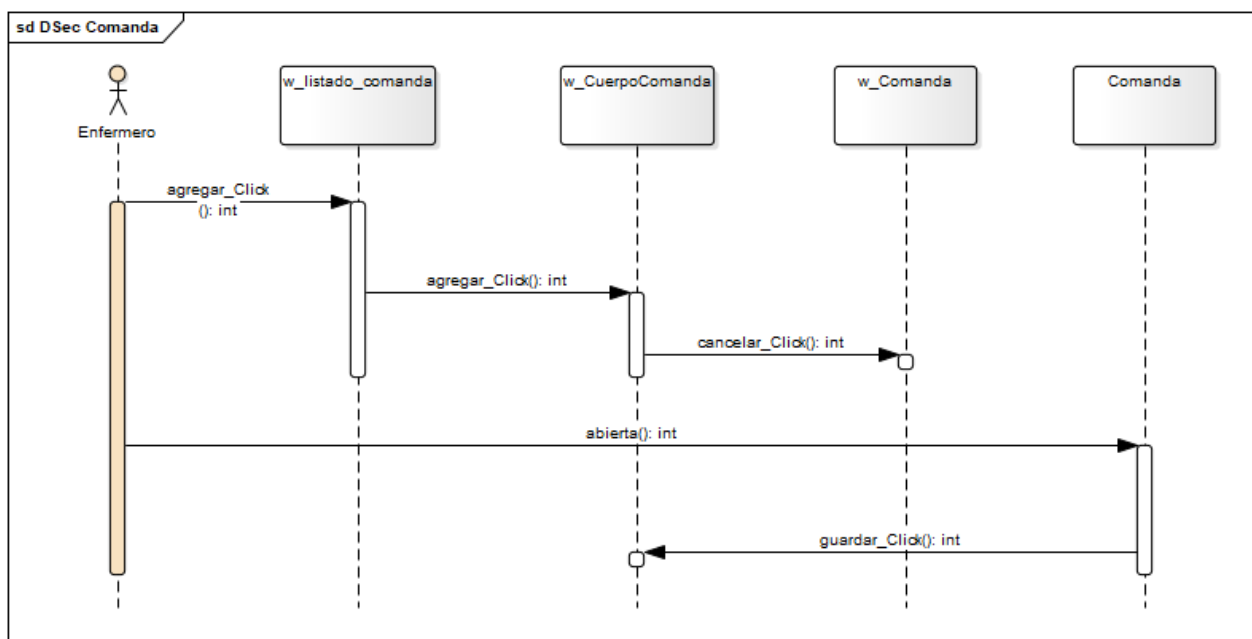 sd DSec Comanda
w_listado_comanda
w_CuerpoComanda
w_Comanda
Comanda
Enfermero
agregar_Click
(): int
agregar_Click(): int
cancelar_Click(): int
abierta(): int
guardar_Click(): int